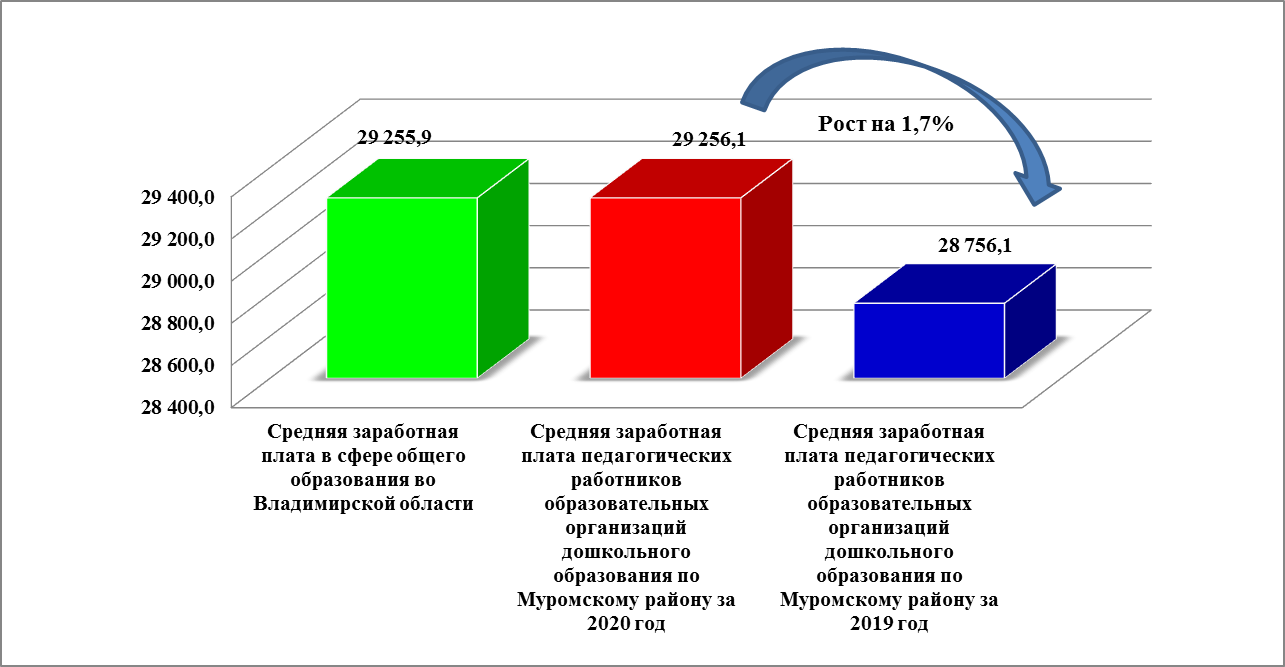 Рост на 1,7%
29 255,9
29 256,1
28 756,1
29 400,0
29 200,0
29 000,0
28 800,0
28 600,0
28 400,0
Средняя заработная
плата в сфере общего
образования во
Владимирской области
Средняя заработная
плата педагогических
работников
образовательных
организаций
дошкольного
образования по
Муромскому району за
2020 год
Средняя заработная
плата педагогических
работников
образовательных
организаций
дошкольного
образования по
Муромскому району за
2019 год